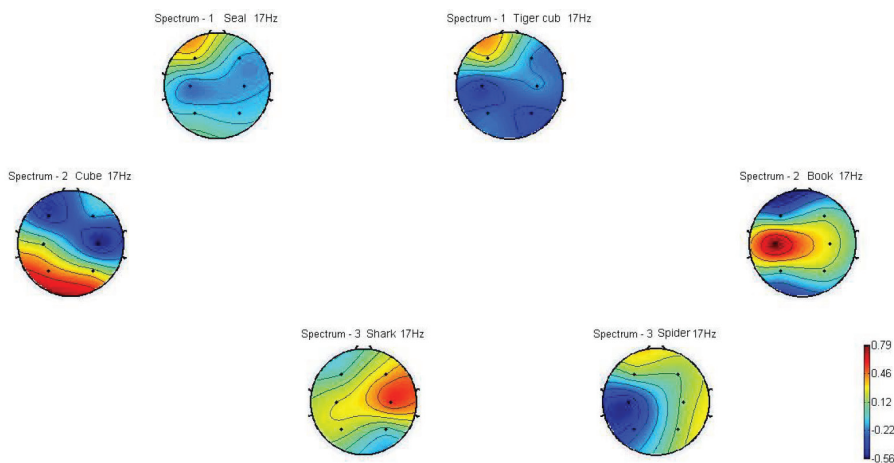 Spectrum - 1 Seal 17Hz
Spectrum - 1 Tiger cub 17Hz
Spectrum - 2 Cube 17Hz
Spectrum - 2 Book 17Hz
Spectrum - 3 Shark 17Hz
Spectrum - 3 Spider 17Hz
0.79
0.46
0.12
-0.22
-0.56